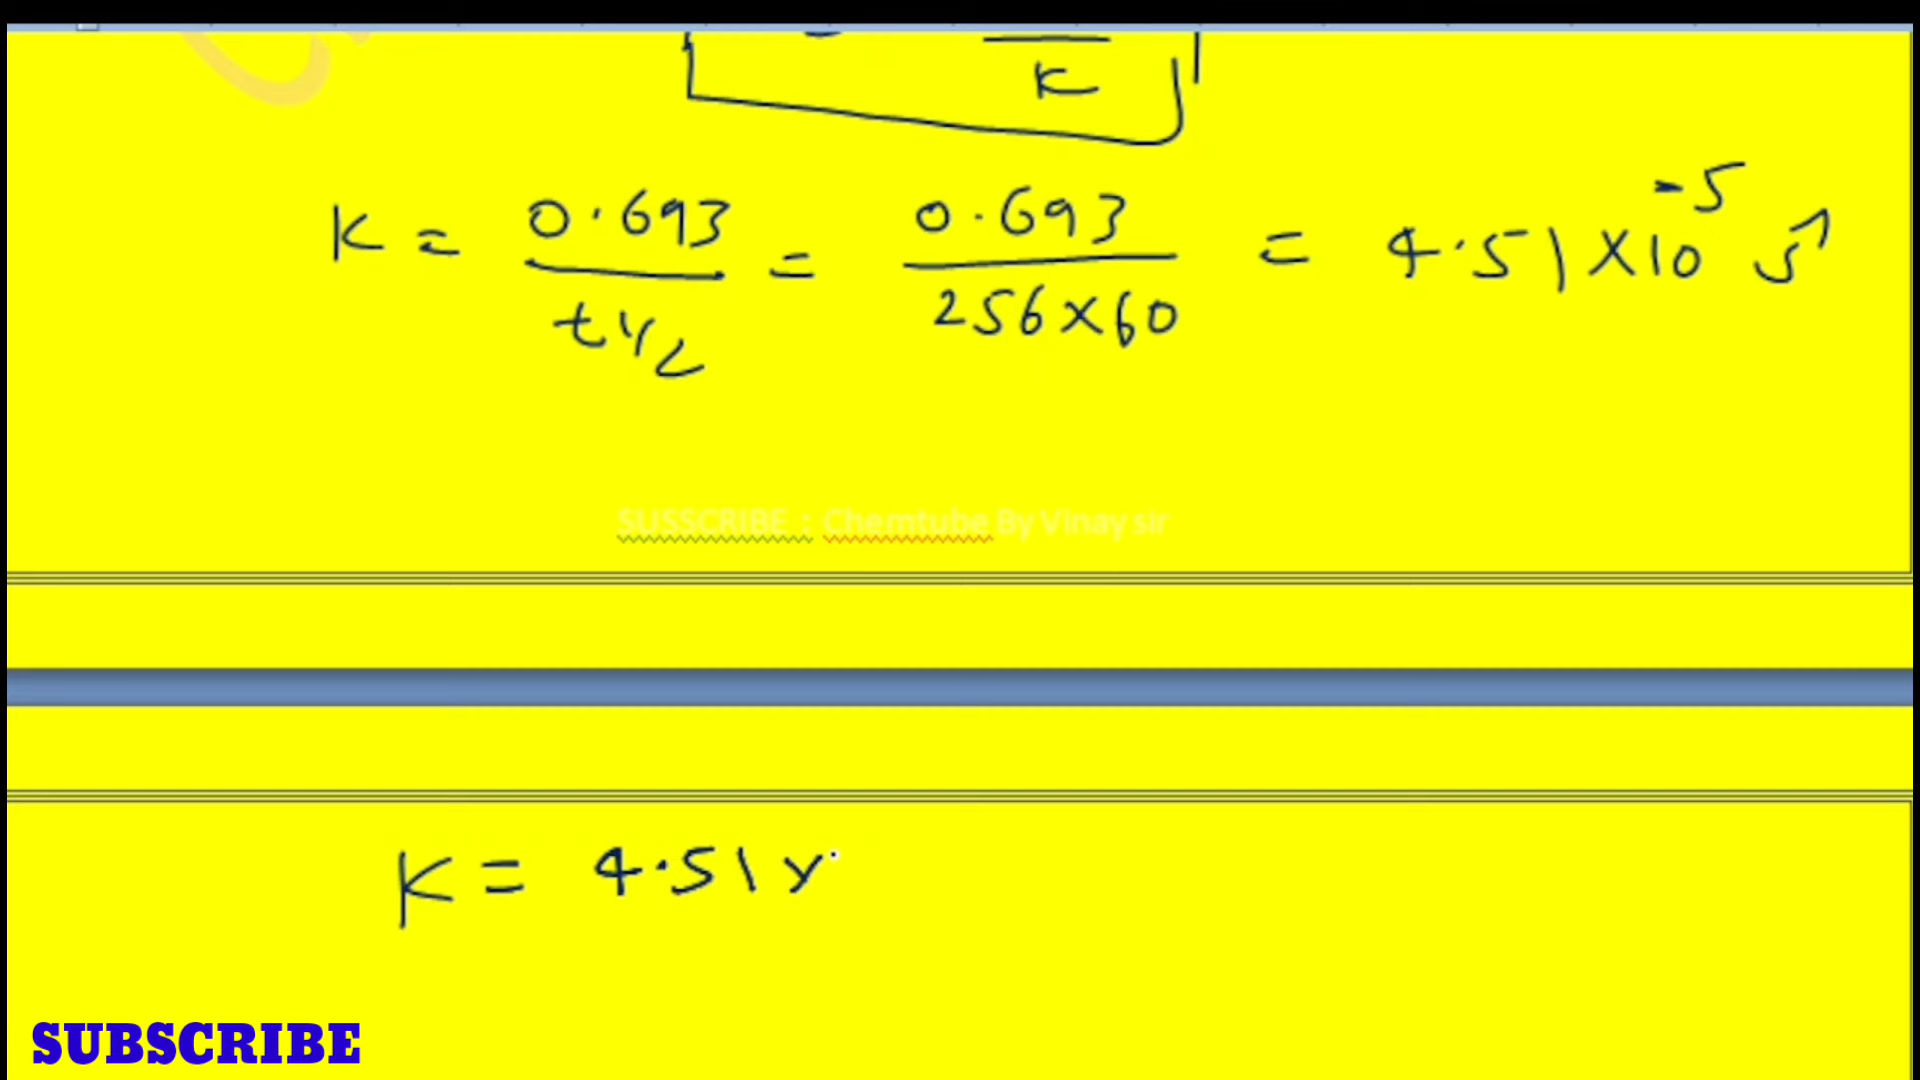 K
K = 0.693 / t1/2 = 0.693 / 256×60 = 4.51×10⁻⁵ s⁻¹
SUSSCRIBE : Chemtube By Vinay sir
K = 4.51 ×
SUBSCRIBE